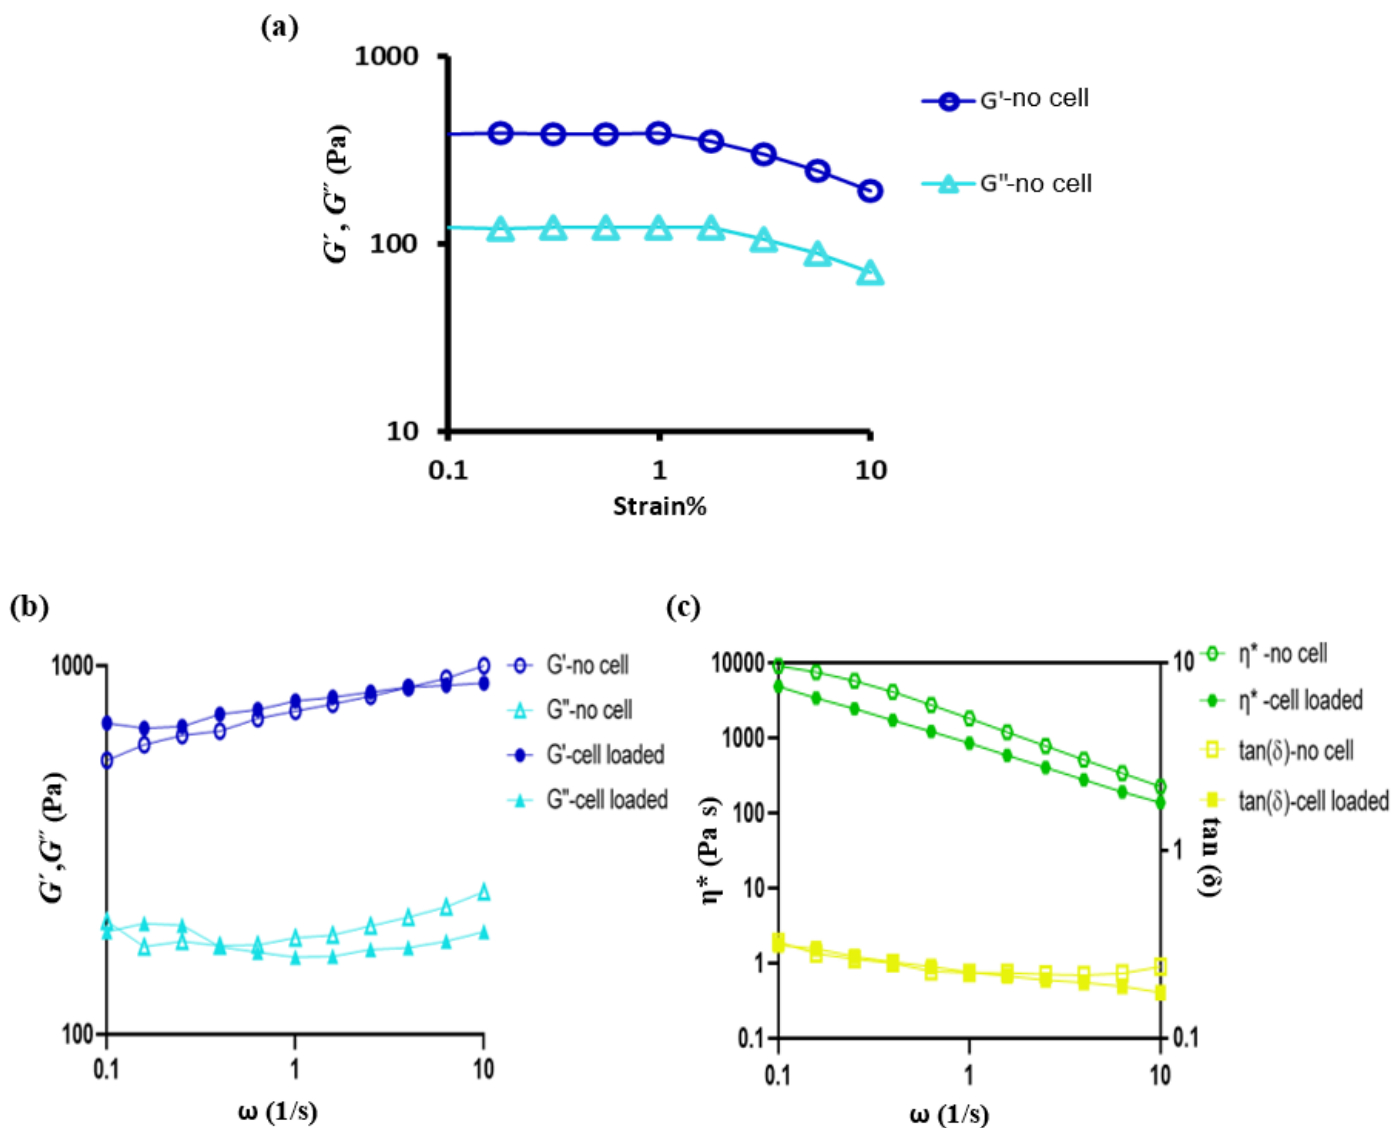 (a)
1000
100
10
G′, G″ (Pa)
0.1 1 10
Strain%
G'-no cell
G"-no cell
(b)
1000
100
G′,G″ (Pa)
0.1 1 10
ω (1/s)
G'-no cell
G"-no cell
G'-cell loaded
G"-cell loaded
(c)
10000
1000
100
10
1
0.1
η* (Pa s)
10
1
0.1
tan (δ)
0.1 1 10
ω (1/s)
η* -no cell
η* -cell loaded
tan(δ)-no cell
tan(δ)-cell loaded